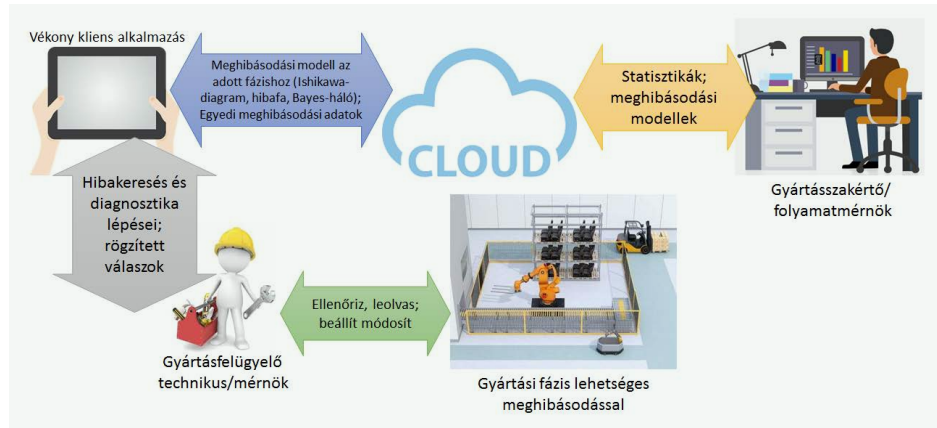 Vékony kliens alkalmazás
Meghibásodási modell az
adott fázishoz (Ishikawa-
diagram, hibafa, Bayes-háló);
Egyedi meghibásodási adatok
CLOUD
Statisztikák;
meghibásodási
modellek
Gyártásszakértő/
folyamatmérnök
Hibakeresés és
diagnosztika
lépései;
rögzített
válaszok
Gyártásfelügyelő
technikus/mérnök
Ellenőriz, leolvas;
beállít módosít
Gyártási fázis lehetséges
meghibásodással